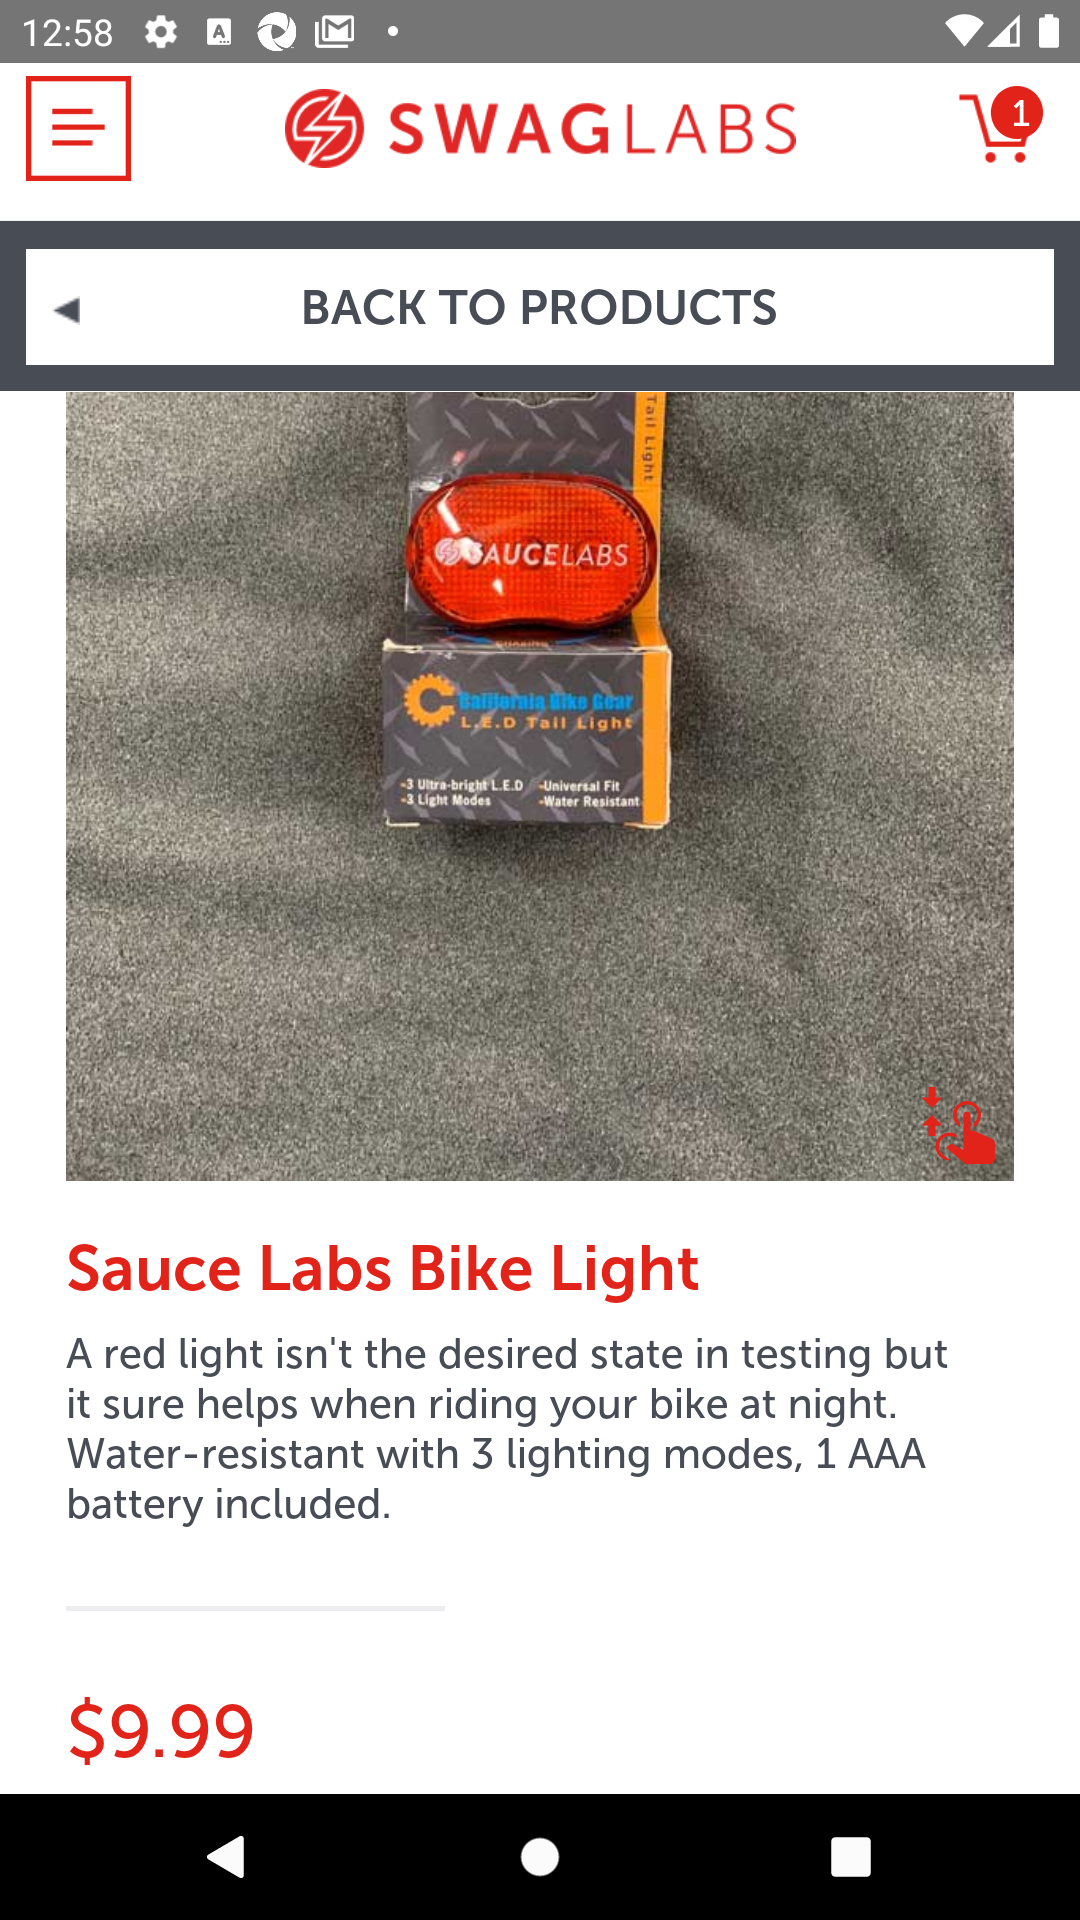 12:58
SWAGLABS
1
BACK TO PRODUCTS
Tail Light
SAUCELABS
California Bike Gear
L.E.D Tail Light
-3 Ultra-bright L.E.D -Universal Fit
-3 Light Modes -Water Resistant
Sauce Labs Bike Light
A red light isn't the desired state in testing but
it sure helps when riding your bike at night.
Water-resistant with 3 lighting modes, 1 AAA
battery included.
$9.99